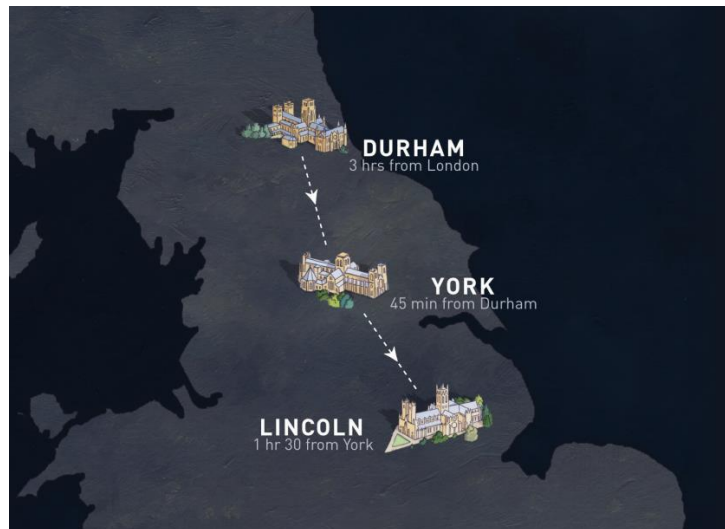 DURHAM
3 hrs from London
YORK
45 min from Durham
LINCOLN
1 hr 30 from York